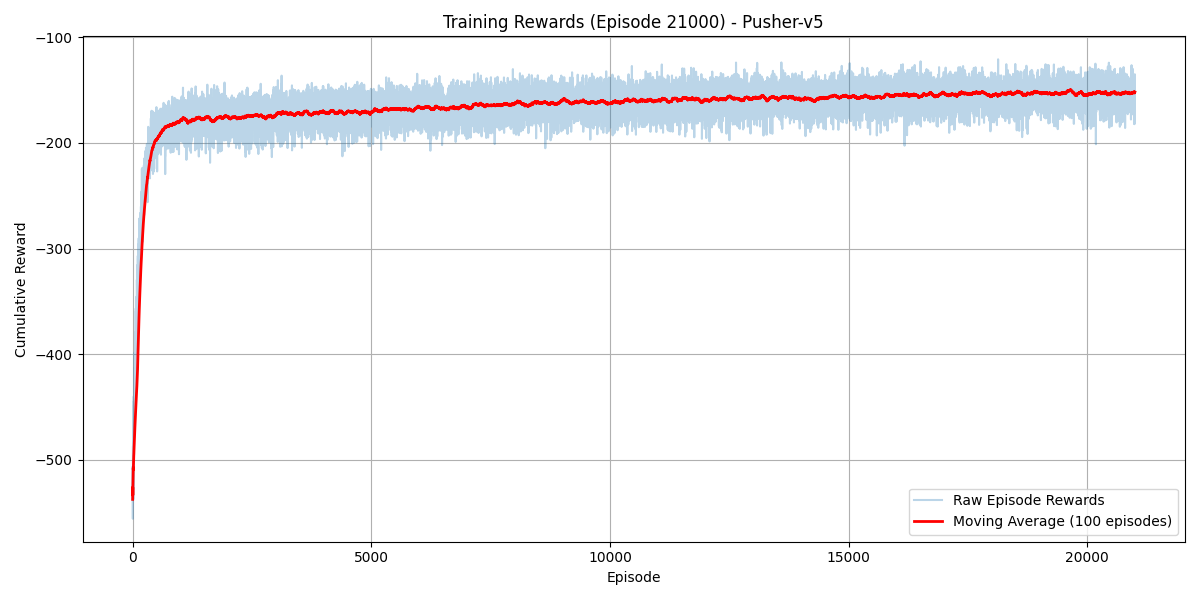 Training Rewards (Episode 21000) - Pusher-v5
Cumulative Reward
−100
−200
−300
−400
−500
0
5000
10000
15000
20000
Episode
Raw Episode Rewards
Moving Average (100 episodes)